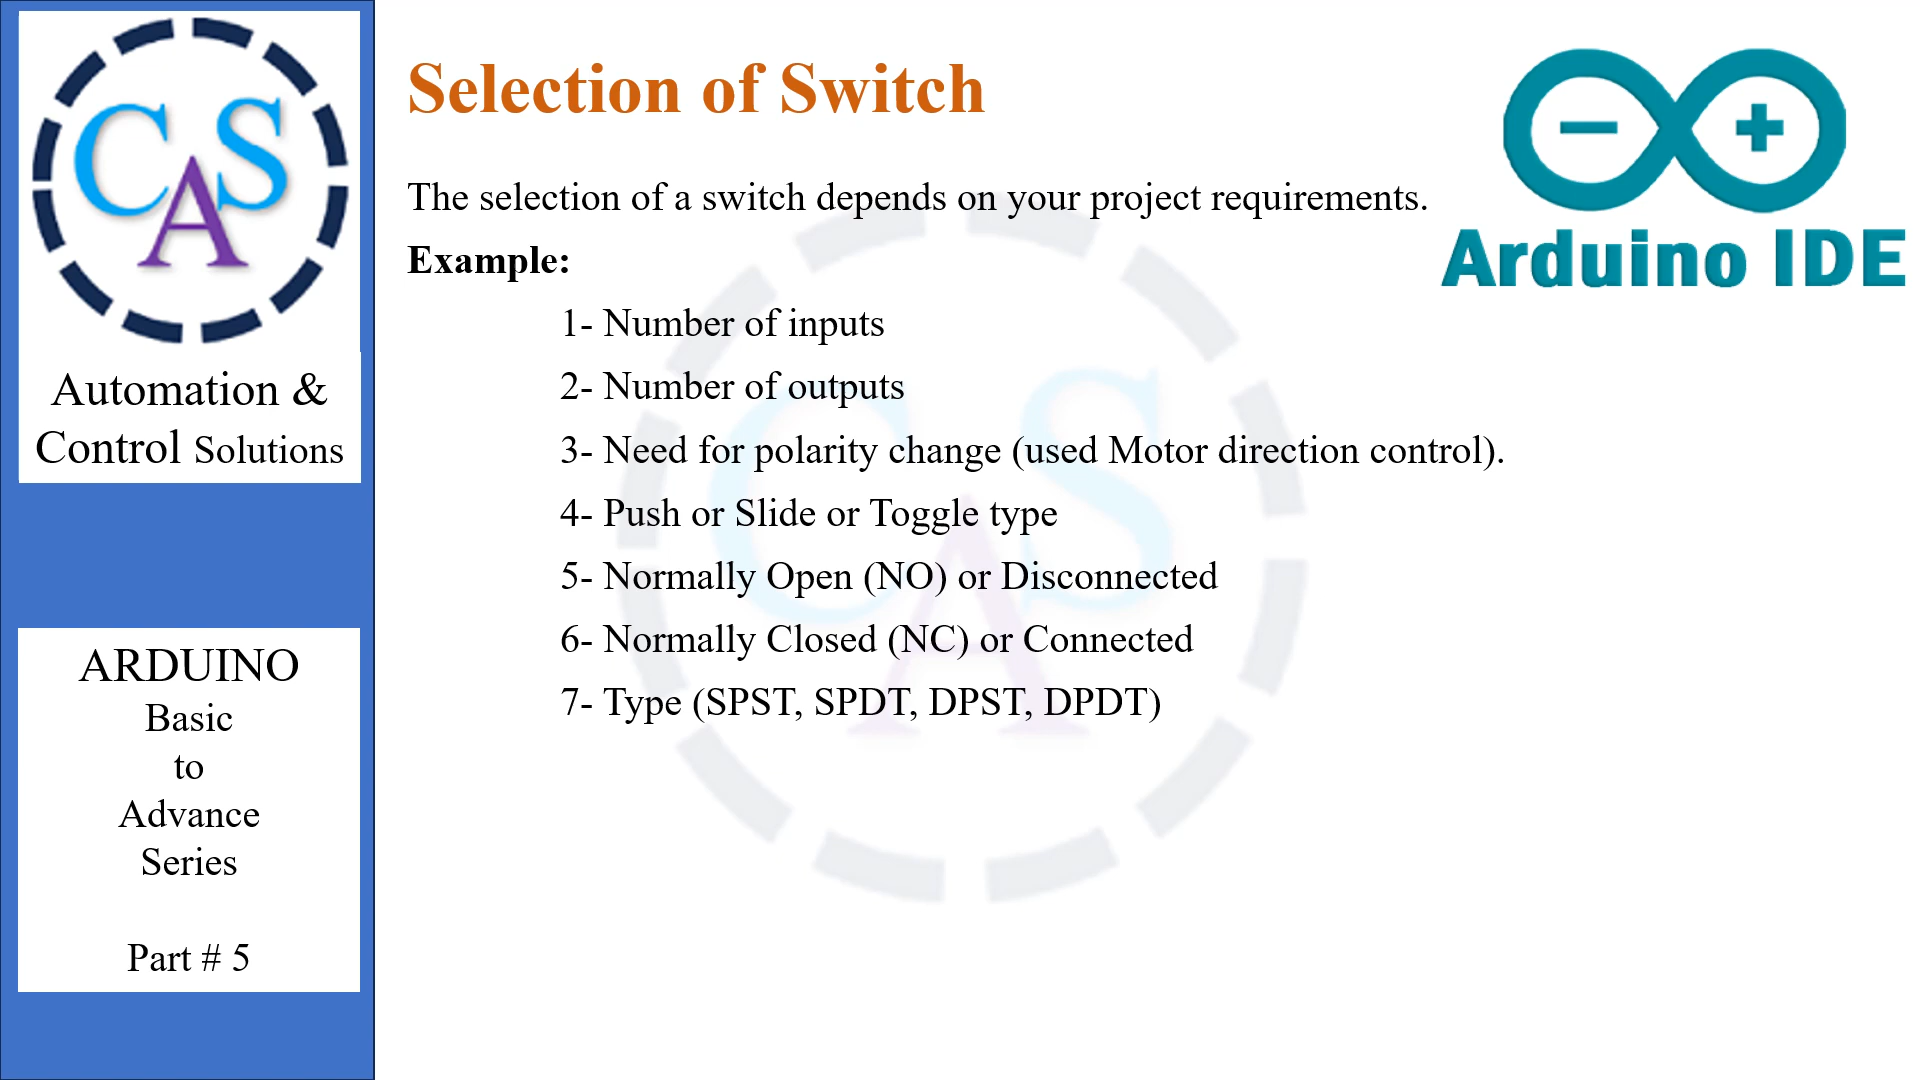 CAS
Automation &
Control Solutions
ARDUINO
Basic
to
Advance
Series
Part # 5
Selection of Switch
The selection of a switch depends on your project requirements.
Example:
1- Number of inputs
2- Number of outputs
3- Need for polarity change (used Motor direction control).
4- Push or Slide or Toggle type
5- Normally Open (NO) or Disconnected
6- Normally Closed (NC) or Connected
7- Type (SPST, SPDT, DPST, DPDT)
CAS
Arduino IDE